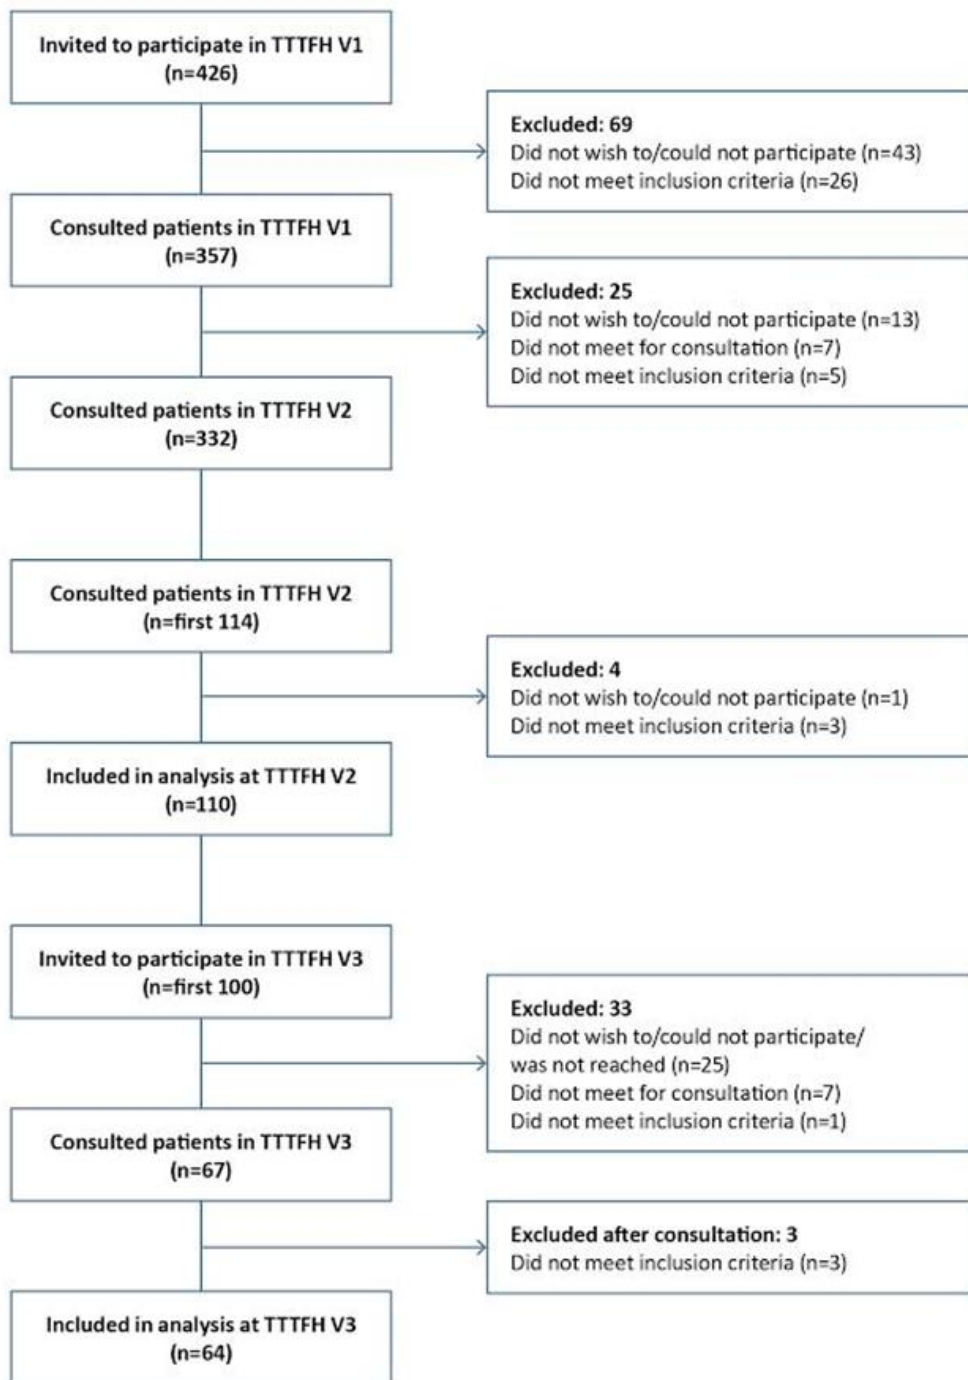 Invited to participate in TTTFH V1
(n=426)
Excluded: 69
Did not wish to/could not participate (n=43)
Did not meet inclusion criteria (n=26)
Consulted patients in TTTFH V1
(n=357)
Excluded: 25
Did not wish to/could not participate (n=13)
Did not meet for consultation (n=7)
Did not meet inclusion criteria (n=5)
Consulted patients in TTTFH V2
(n=332)
Consulted patients in TTTFH V2
(n=first 114)
Excluded: 4
Did not wish to/could not participate (n=1)
Did not meet inclusion criteria (n=3)
Included in analysis at TTTFH V2
(n=110)
Invited to participate in TTTFH V3
(n=first 100)
Excluded: 33
Did not wish to/could not participate/
was not reached (n=25)
Did not meet for consultation (n=7)
Did not meet inclusion criteria (n=1)
Consulted patients in TTTFH V3
(n=67)
Excluded after consultation: 3
Did not meet inclusion criteria (n=3)
Included in analysis at TTTFH V3
(n=64)